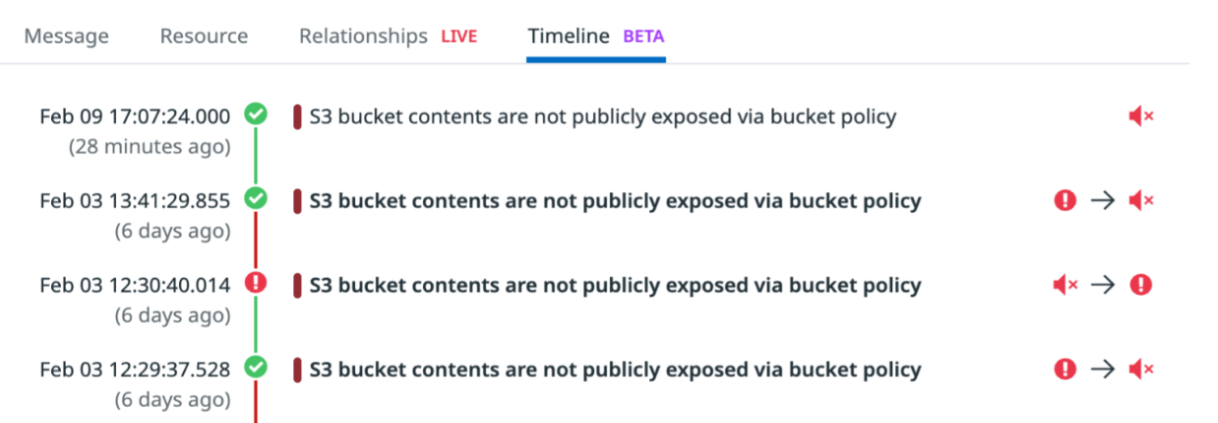 Message Resource Relationships LIVE Timeline BETA
Feb 09 17:07:24.000 S3 bucket contents are not publicly exposed via bucket policy
(28 minutes ago)
Feb 03 13:41:29.855 S3 bucket contents are not publicly exposed via bucket policy
(6 days ago)
Feb 03 12:30:40.014 S3 bucket contents are not publicly exposed via bucket policy
(6 days ago)
Feb 03 12:29:37.528 S3 bucket contents are not publicly exposed via bucket policy
(6 days ago)